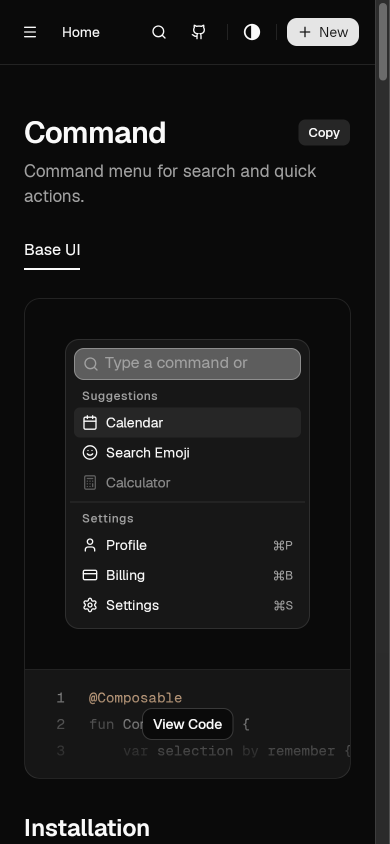 Home
New
Command
Copy
Command menu for search and quick
actions.
Base UI
Type a command or
Suggestions
Calendar
Search Emoji
Calculator
Settings
Profile ⌘P
Billing ⌘B
Settings ⌘S
1 @Composable
2 fun {
View Code
3 var selection by remember {
Installation